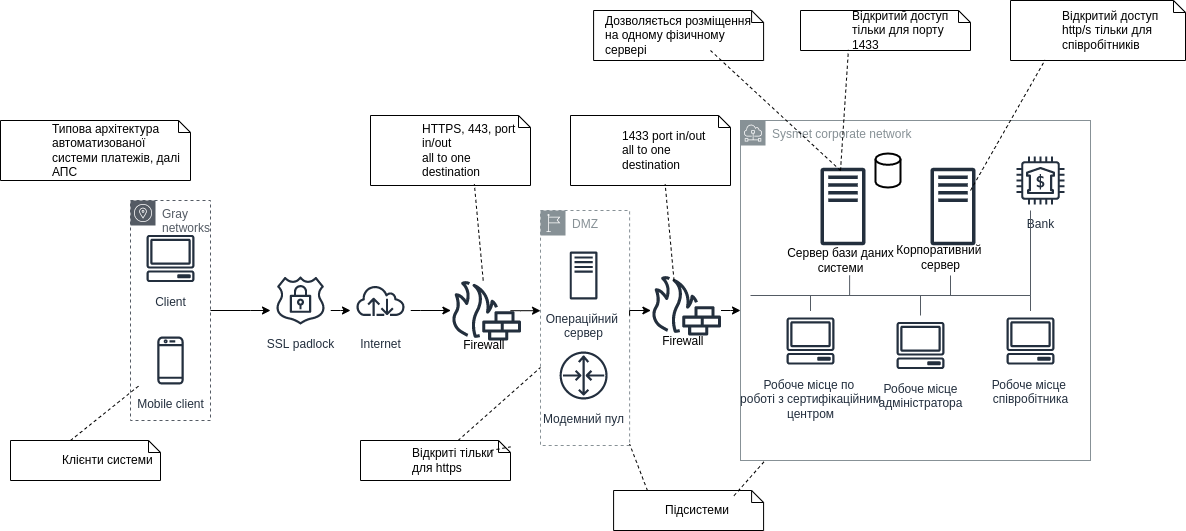 Дозволяється розміщення
на одному фізичному
сервері
Відкритий доступ
тільки для порту
1433
Відкритий доступ
http/s тільки для
співробітників
Типова архітектура
автоматизованої
системи платежів, далі
АПС
HTTPS, 443, port
in/out
all to one
destination
1433 port in/out
all to one
destination
Sysmet corporate network
Gray
networks
DMZ
$
Bank
Client
SSL padlock
Internet
Firewall
Операційний
сервер
Firewall
Сервер бази даних
системи
Корпоративний
сервер
Mobile client
Модемний пул
Робоче місце по
роботі з сертифікаційним
центром
Робоче місце
адміністратора
Робоче місце
співробітника
Клієнти системи
Відкриті тільки
для https
Підсистеми